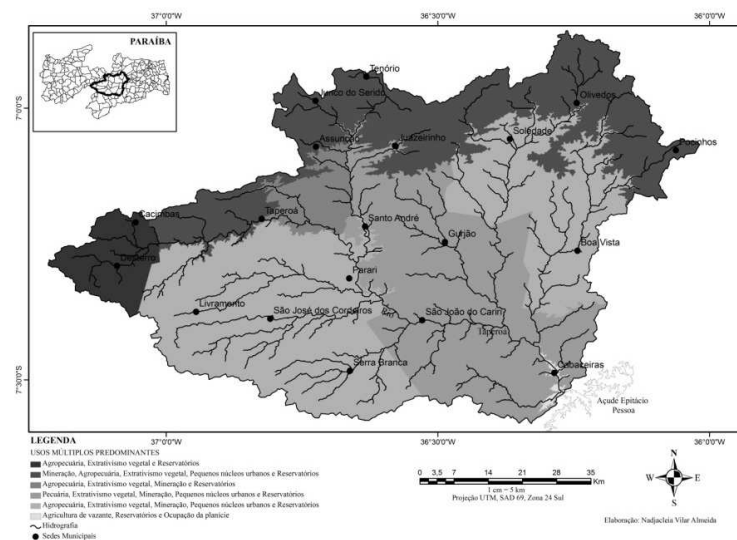 37°0'0"W
36°30'0"W
36°0'0"W
PARAÍBA
7°0'0"S
7°30'0"S
Tenório
Junco do Seridó
Olivedos
Assunção
Juazeirinho
Soledade
Pocinhos
Cacimbas
Taperoá
Santo André
Gurjão
Boa Vista
Desterro
Parari
Livramento
São José dos Cordeiros
São João do Cariri
Rio
Taperoá
Serra Branca
Cabaceiras
Açude Epitácio
Pessoa
37°0'0"W
36°30'0"W
36°0'0"W
LEGENDA
USOS MÚLTIPLOS PREDOMINANTES
Agropecuária, Extrativismo vegetal e Reservatórios
Mineração, Agropecuária, Extrativismo vegetal, Pequenos núcleos urbanos e Reservatórios
Agropecuária, Extrativismo vegetal, Mineração e Reservatórios
Pecuária, Extrativismo vegetal, Mineração, Pequenos núcleos urbanos e Reservatórios
Agropecuária, Extrativismo vegetal, Mineração, Pequenos núcleos urbanos e Reservatórios
Agricultura de vazante, Reservatórios e Ocupação da planície
Hidrografia
Sedes Municipais
0 3,5 7 14 21 28 35
Km
1 cm = 5 km
Projeção UTM, SAD 69, Zona 24 Sul
N
W E
S
Elaboração: Nadjacleia Vilar Almeida